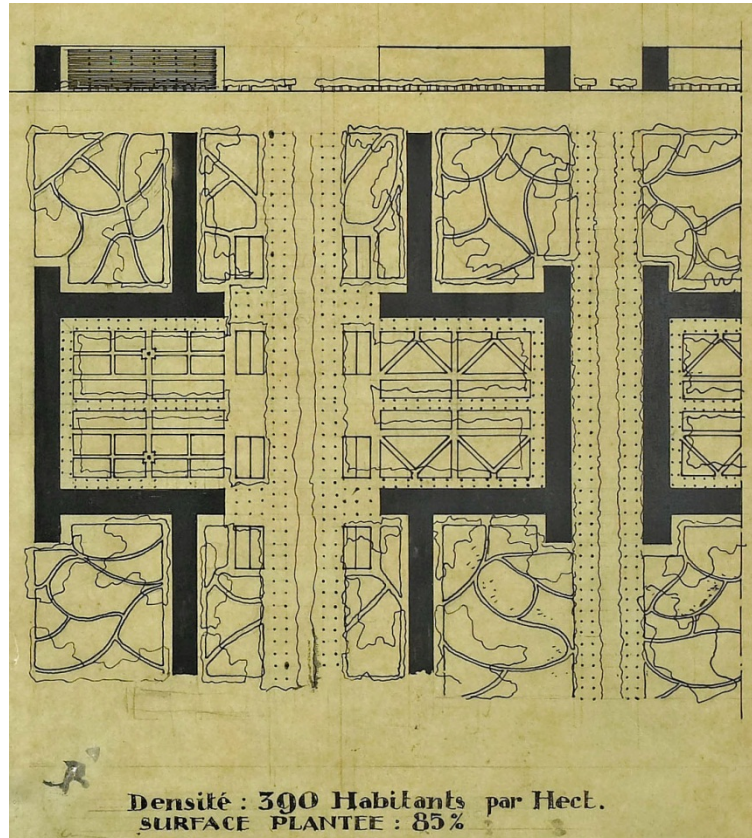 Densité : 390 Habitants par Hect.
SURFACE PLANTEE : 85%